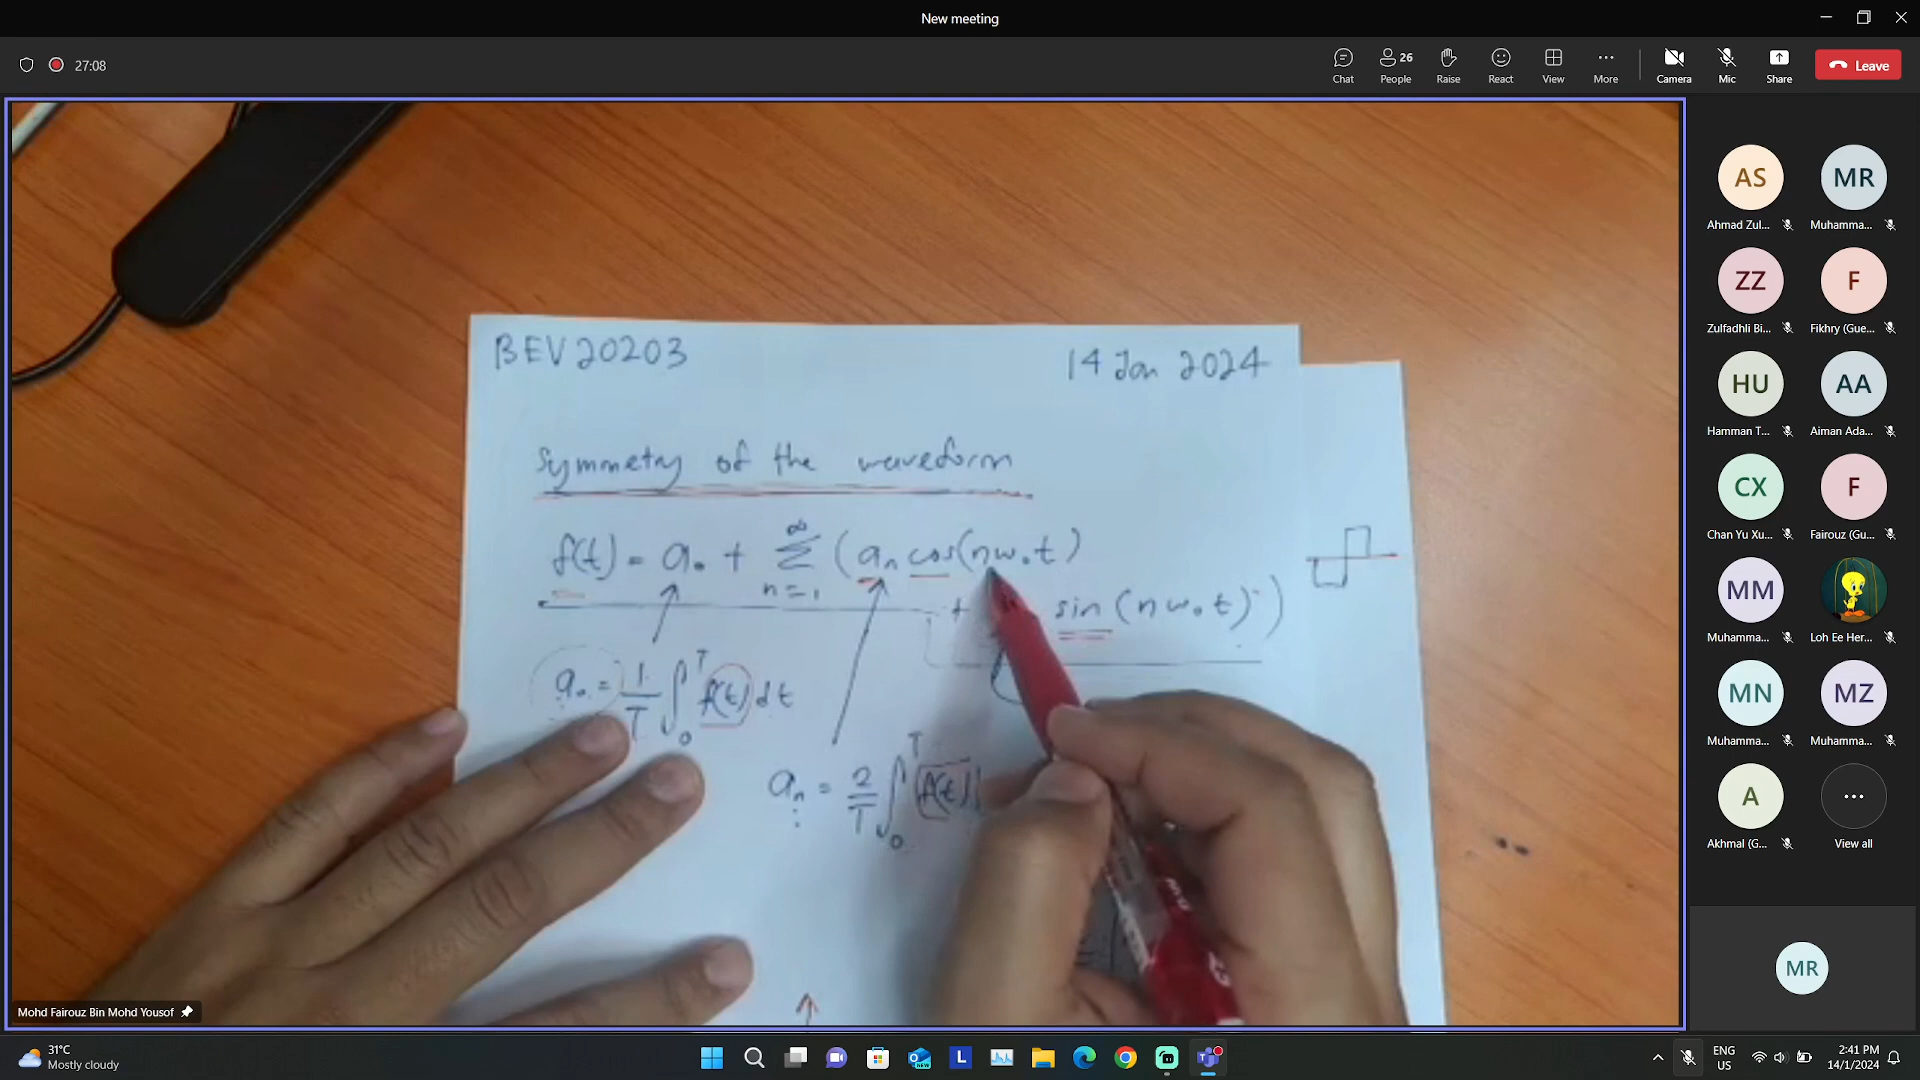 New meeting
27:08
Chat
26
People
Raise
React
View
More
Camera
Mic
Share
Leave
BEV 20203
14 Jan 2024
Symmetry of the waveform
f(t) = a₀ + ∞ Σ n=1 (aₙ cos(nω₀t)
+ sin(nω₀t))
a₀ = 1/T ∫₀ᵀ f(t) dt
aₙ = 2/T ∫₀ᵀ f(t)
AS
MR
Ahmad Zul...
Muhamma...
ZZ
F
Zulfadhli Bi...
Fikhry (Gue...
HU
AA
Hamman T...
Aiman Ada...
CX
F
Chan Yu Xu...
Fairouz (Gu...
MM
Muhamma...
Loh Ee Her...
MN
MZ
Muhamma...
Muhamma...
A
...
Akhmal (G...
View all
MR
Mohd Fairouz Bin Mohd Yousof
31°C
Mostly cloudy
NEW
L
ENG
US
2:41 PM
14/1/2024